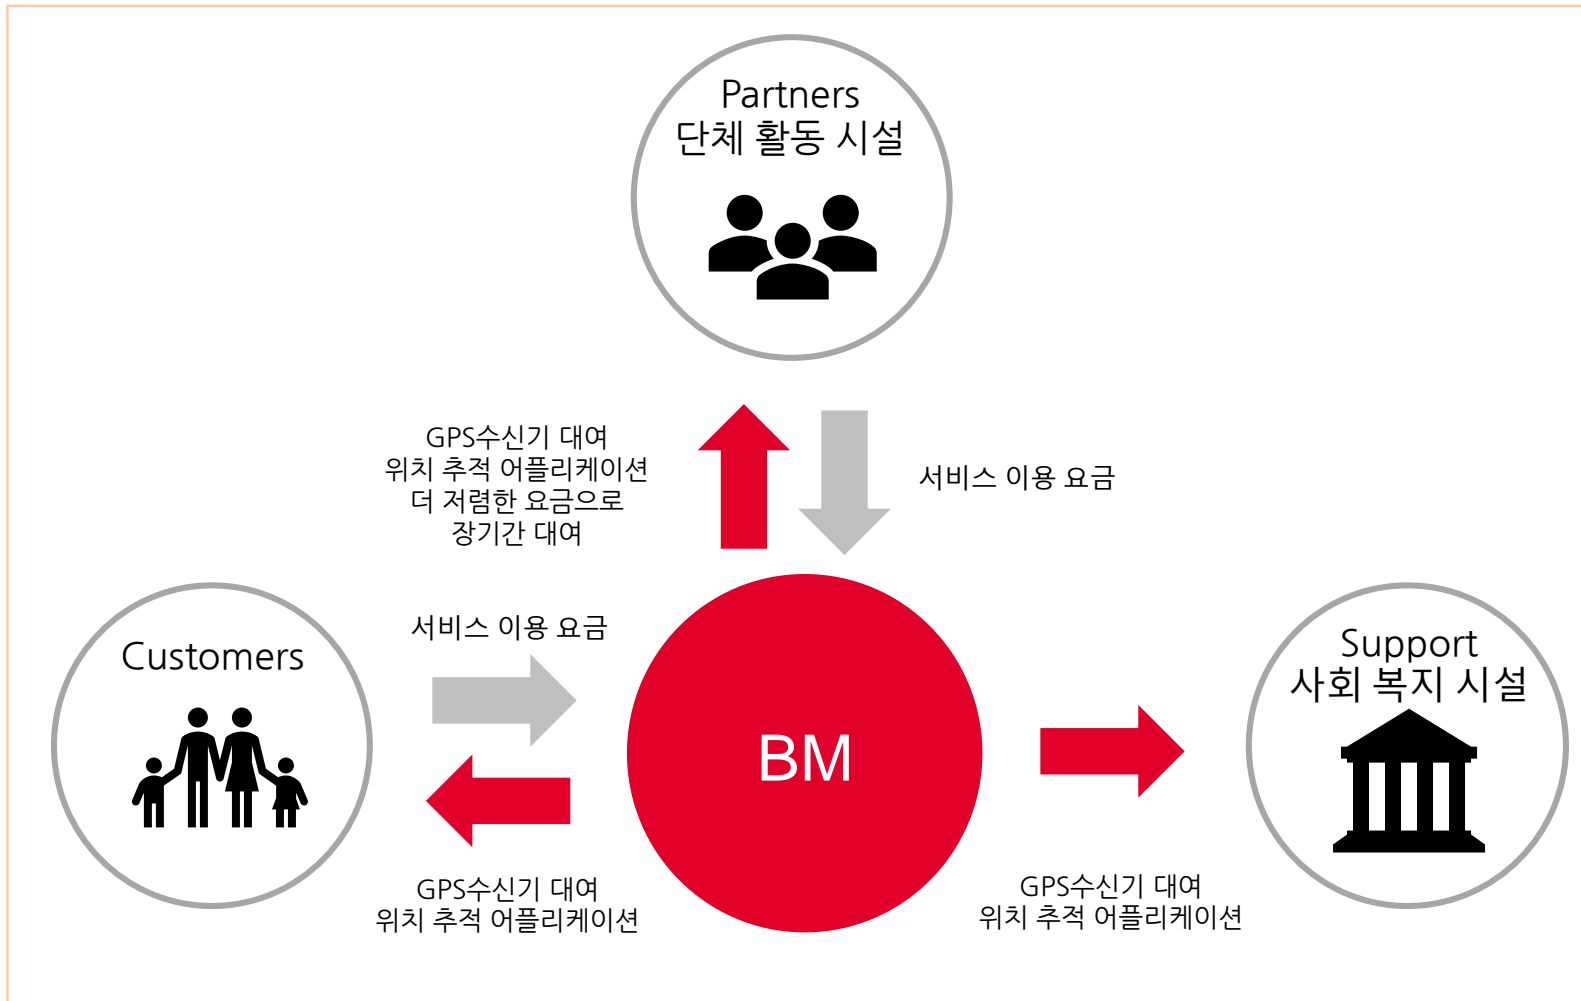 Partners
단체 활동 시설
GPS수신기 대여
위치 추적 어플리케이션
더 저렴한 요금으로
장기간 대여
서비스 이용 요금
서비스 이용 요금
Customers
BM
Support
사회 복지 시설
GPS수신기 대여
위치 추적 어플리케이션
GPS수신기 대여
위치 추적 어플리케이션